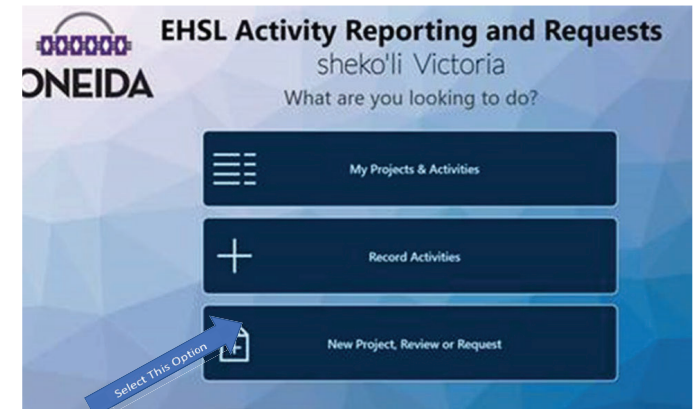 EHSL Activity Reporting and Requests
sheko'li Victoria
ONEIDA
What are you looking to do?
My Projects & Activities
Record Activities
New Project, Review or Request
Select This Option